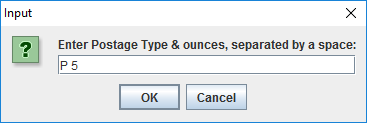 Input
Enter Postage Type & ounces, separated by a space:
P 5
OK Cancel